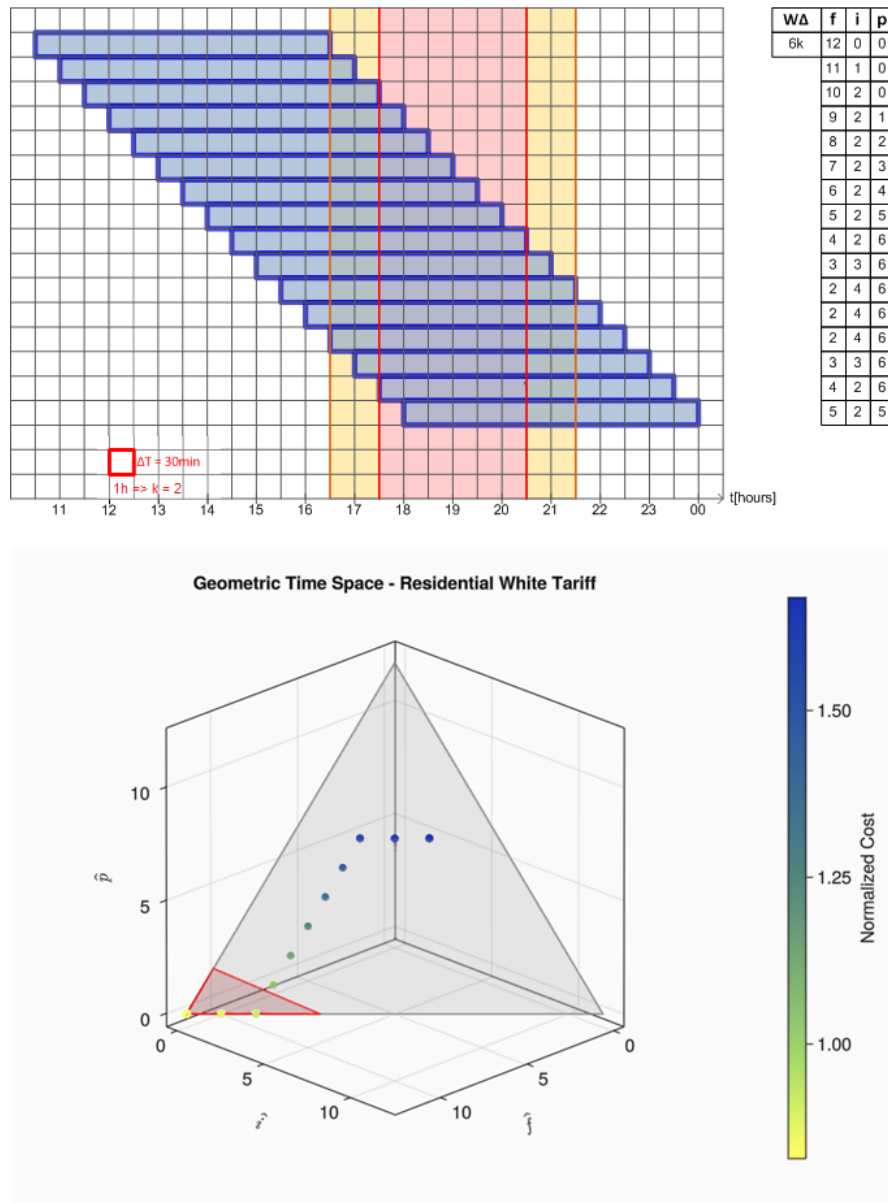 WΔ f i p
6k 12 0 0
11 1 0
10 2 0
9 2 1
8 2 2
7 2 3
6 2 4
5 2 5
4 2 6
3 3 6
2 4 6
2 4 6
2 4 6
3 3 6
4 2 6
5 2 5
ΔT = 30min
1h => k = 2
11 12 13 14 15 16 17 18 19 20 21 22 23 00
t[hours]
Geometric Time Space - Residential White Tariff
10
5
0
p̂
0
5
10
î
10
5
0
f̂
1.50
1.25
1.00
Normalized Cost